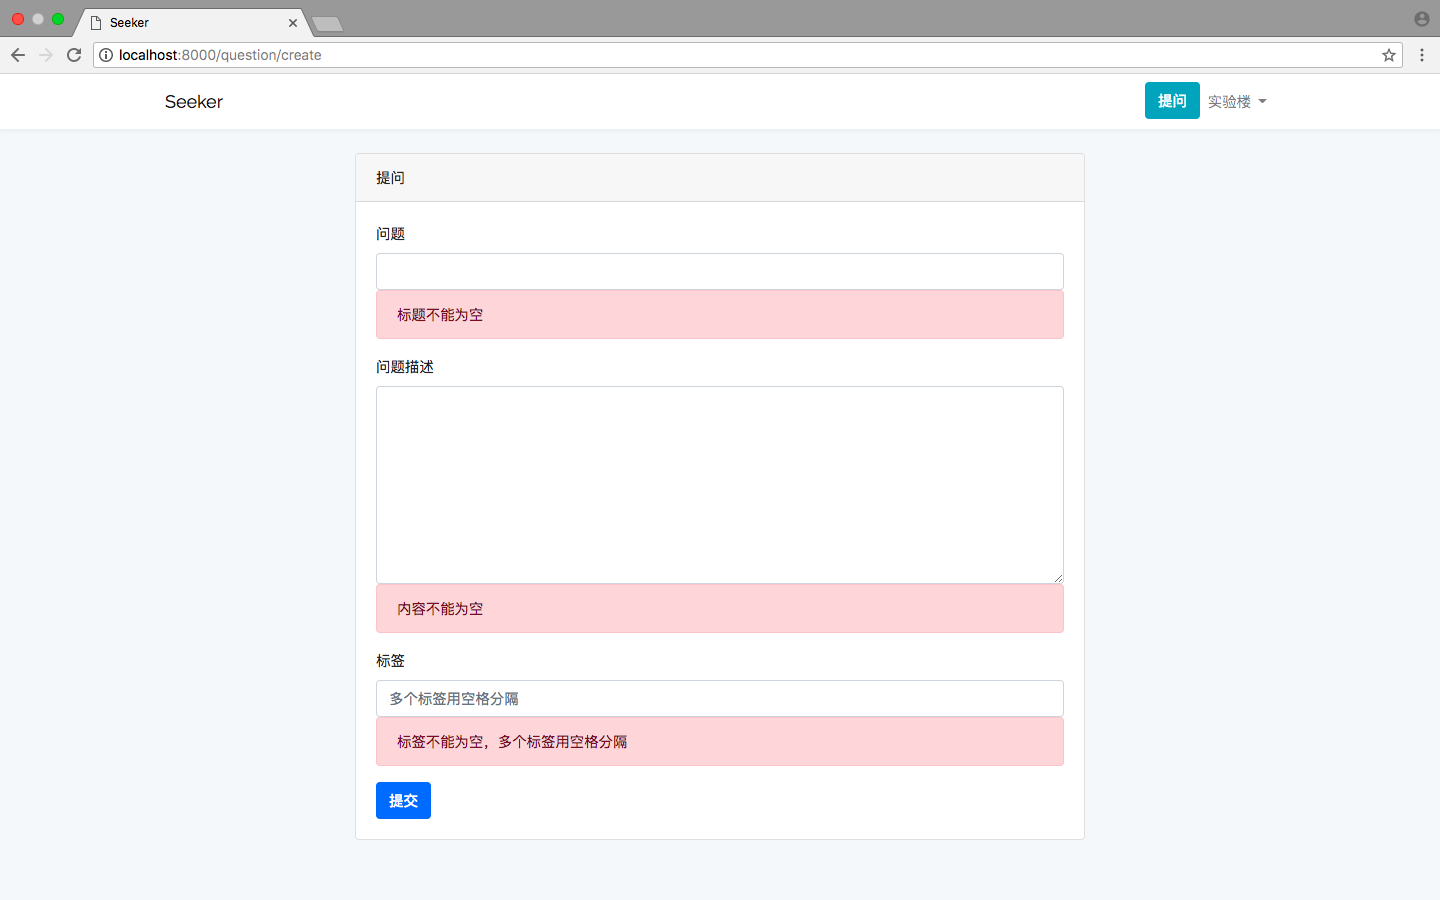 Seeker
localhost:8000/question/create
Seeker
提问
实验楼
提问
问题
标题不能为空
问题描述
内容不能为空
标签
多个标签用空格分隔
标签不能为空，多个标签用空格分隔
提交